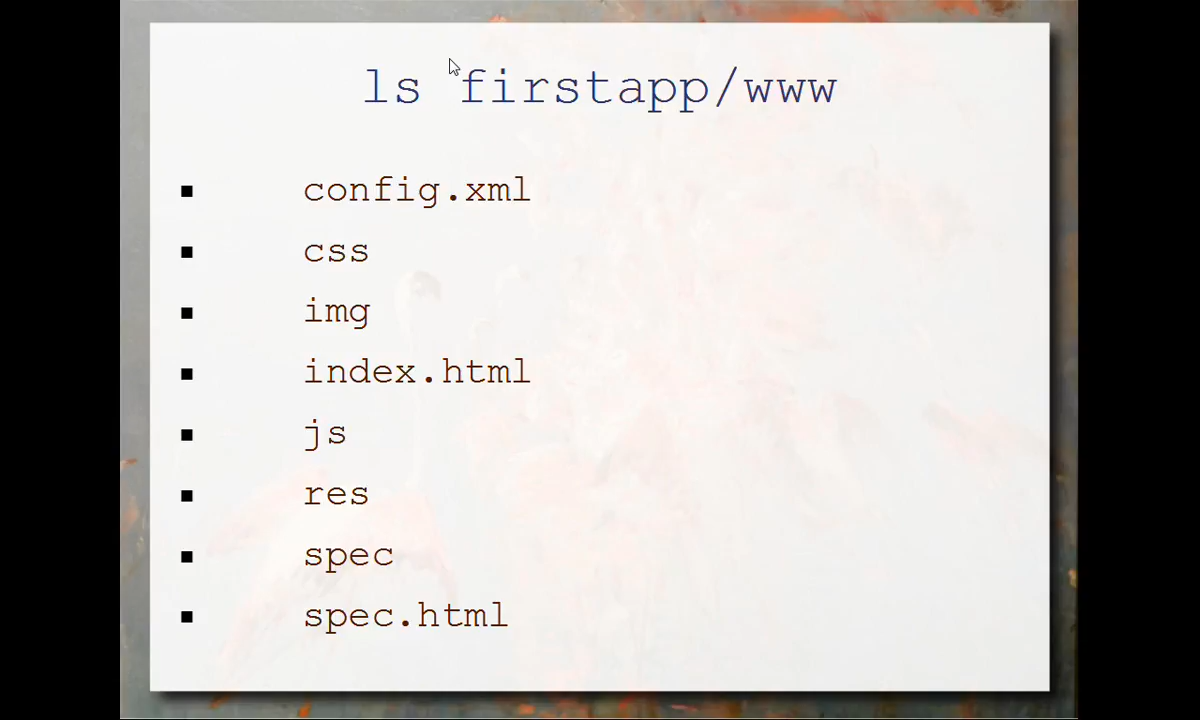 ls firstapp/www
▪ config.xml
▪ css
▪ img
▪ index.html
▪ js
▪ res
▪ spec
▪ spec.html